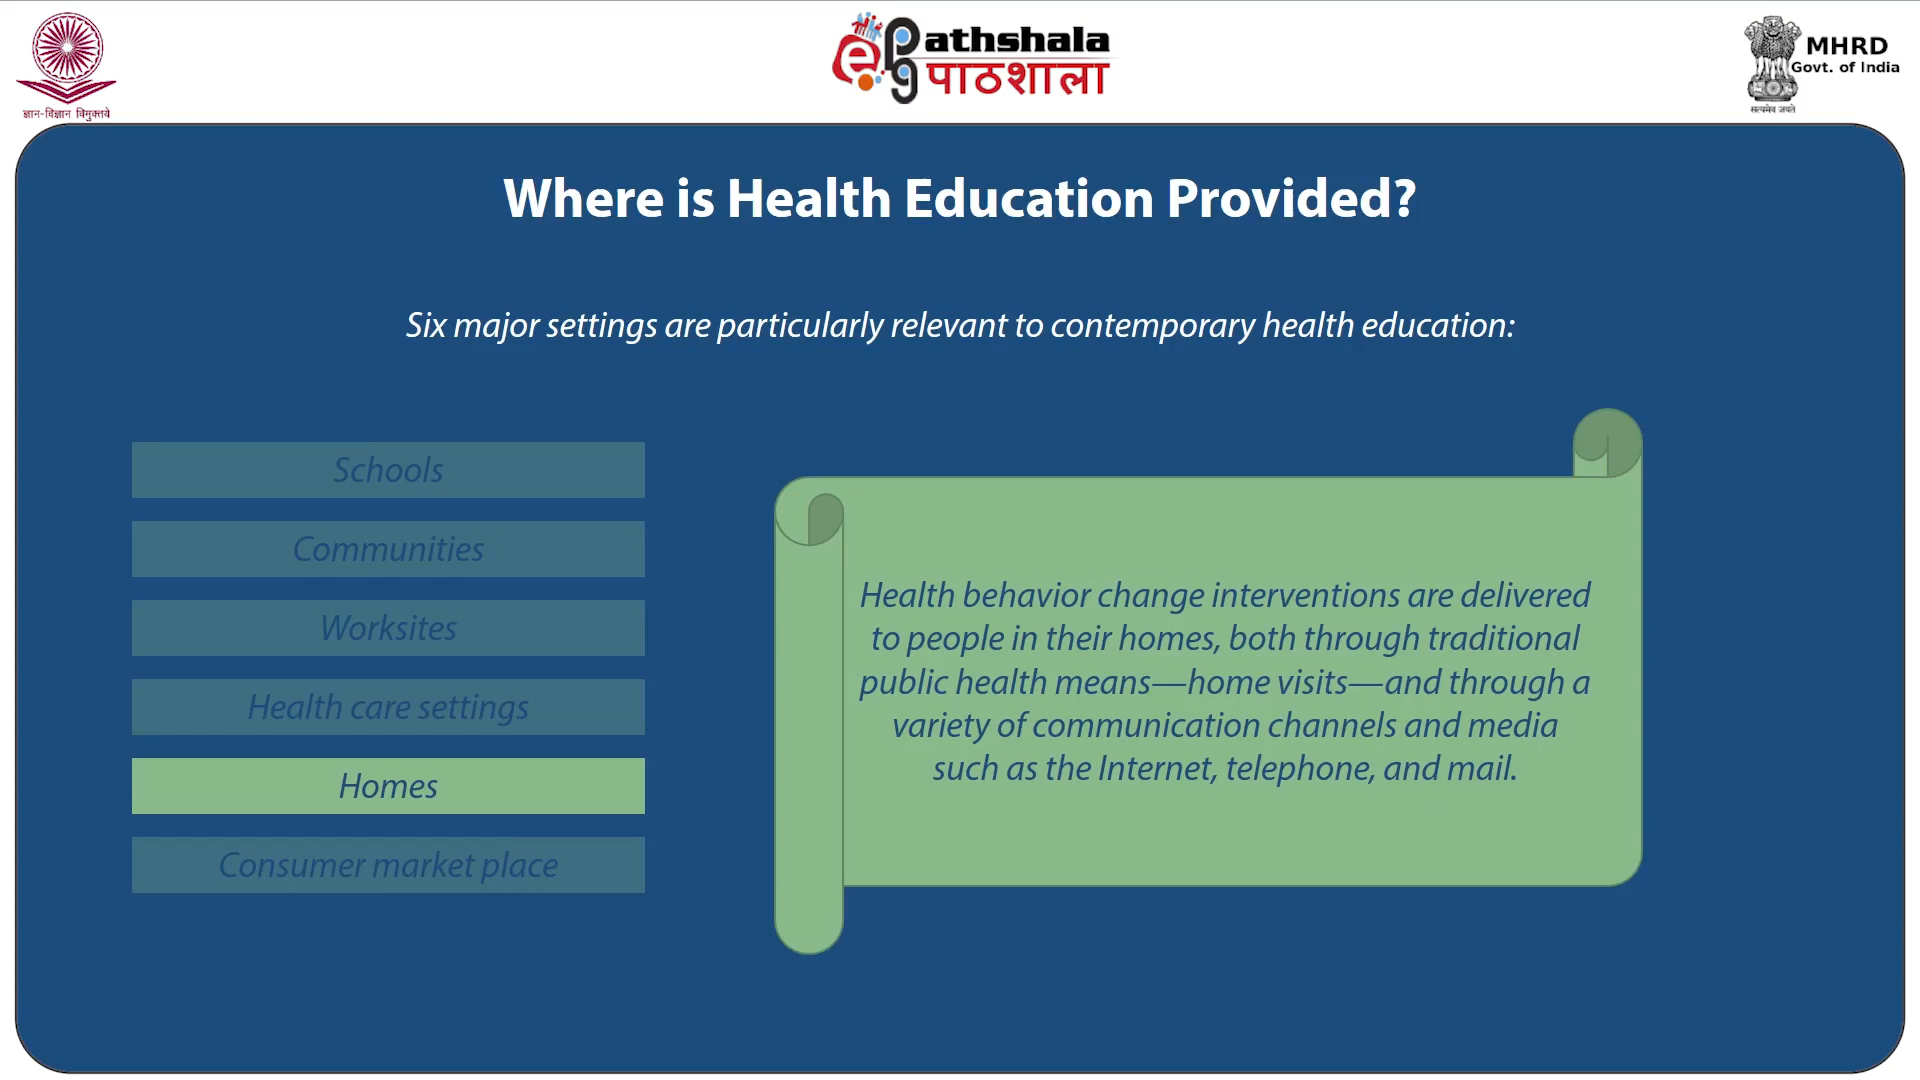 ज्ञान-विज्ञान विमुक्तये
ePG Pathshala
पाठशाला
MHRD
Govt. of India
सत्यमेव जयते
Where is Health Education Provided?
Six major settings are particularly relevant to contemporary health education:
Schools
Communities
Worksites
Health care settings
Homes
Consumer market place
Health behavior change interventions are delivered
to people in their homes, both through traditional
public health means—home visits—and through a
variety of communication channels and media
such as the Internet, telephone, and mail.